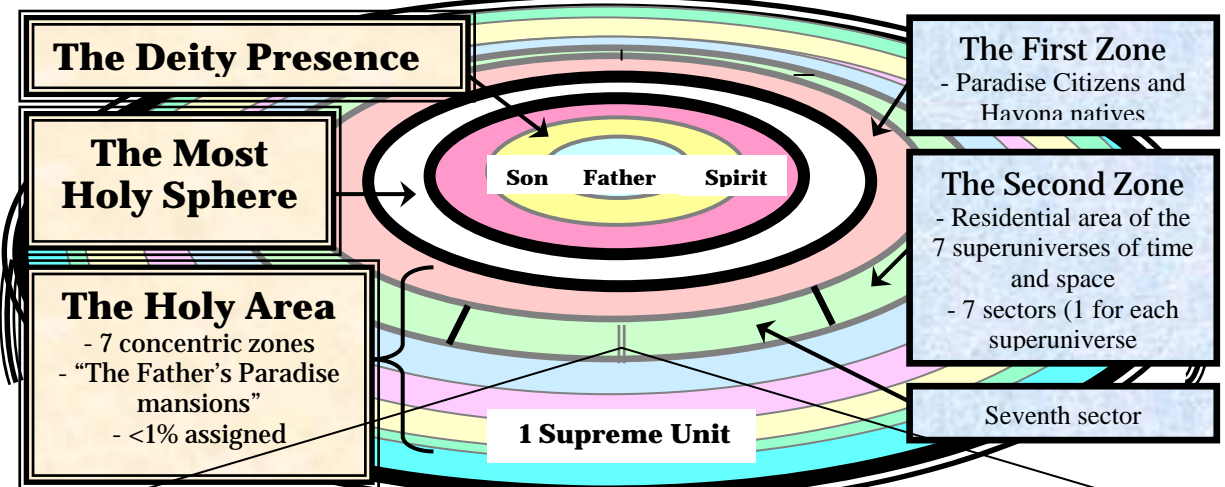 The Deity Presence
The Most
Holy Sphere
The Holy Area
- 7 concentric zones
- “The Father’s Paradise
mansions”
- <1% assigned
Son Father Spirit
1 Supreme Unit
The First Zone
- Paradise Citizens and
Havona natives
The Second Zone
- Residential area of the
7 superuniverses of time
and space
- 7 sectors (1 for each
superuniverse
Seventh sector